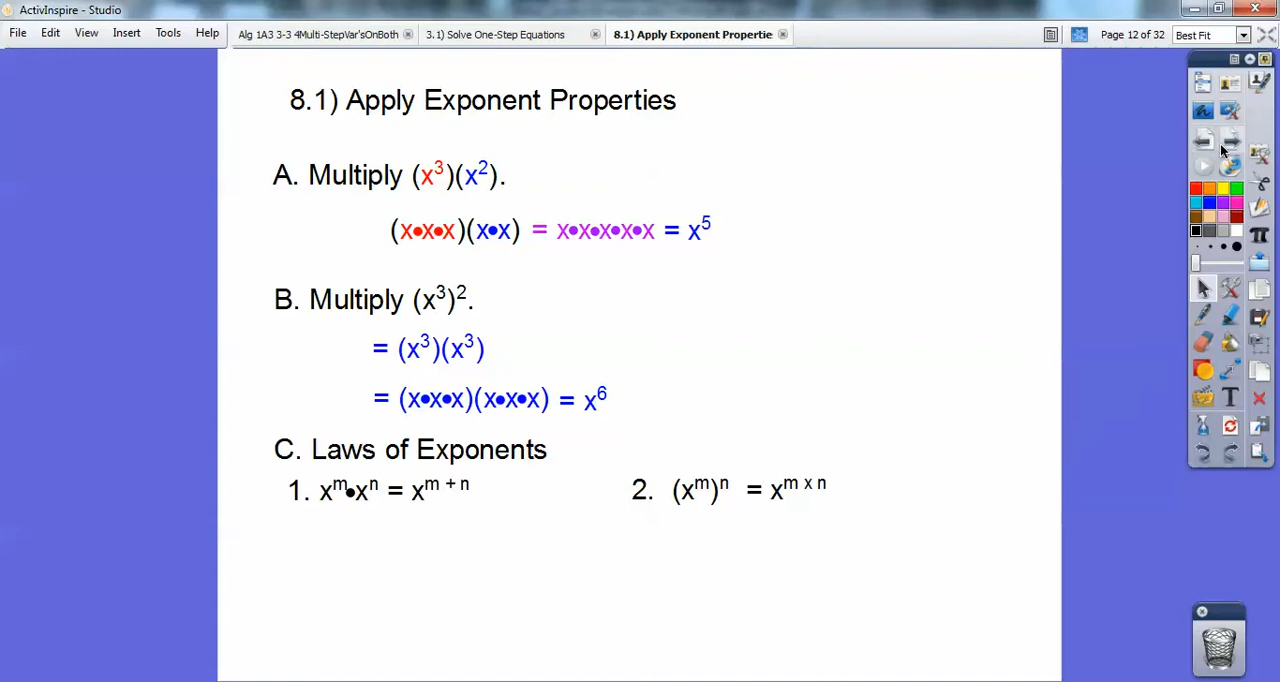 ActivInspire - Studio
File Edit View Insert Tools Help
Alg 1A3 3-3 4Multi-StepVar'sOnBoth
3.1) Solve One-Step Equations
8.1) Apply Exponent Propertie
Page 12 of 32
Best Fit
8.1) Apply Exponent Properties
A. Multiply (x³)(x²).
(x•x•x)(x•x) = x•x•x•x•x = x⁵
B. Multiply (x³)².
= (x³)(x³)
= (x•x•x)(x•x•x) = x⁶
C. Laws of Exponents
1. xᵐ•xⁿ = xᵐ ⁺ ⁿ
2. (xᵐ)ⁿ = xᵐ ˣ ⁿ